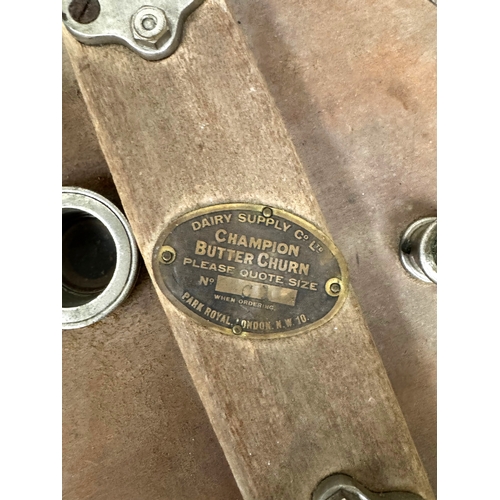 DAIRY SUPPLY Co LTD
CHAMPION
BUTTER CHURN
PLEASE QUOTE SIZE
No
WHEN ORDERING.
PARK ROYAL, LONDON. N.W 10.